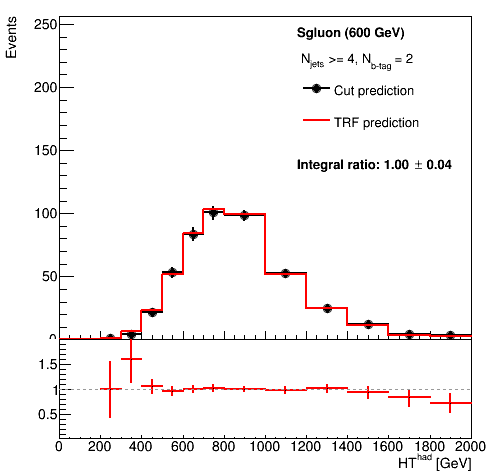 Events
250
200
150
100
50
0
Sgluon (600 GeV)
N_jets >= 4, N_b-tag = 2
Cut prediction
TRF prediction
Integral ratio: 1.00 ± 0.04
1.5
1
0.5
0 200 400 600 800 1000 1200 1400 1600 1800 2000
HT^had [GeV]